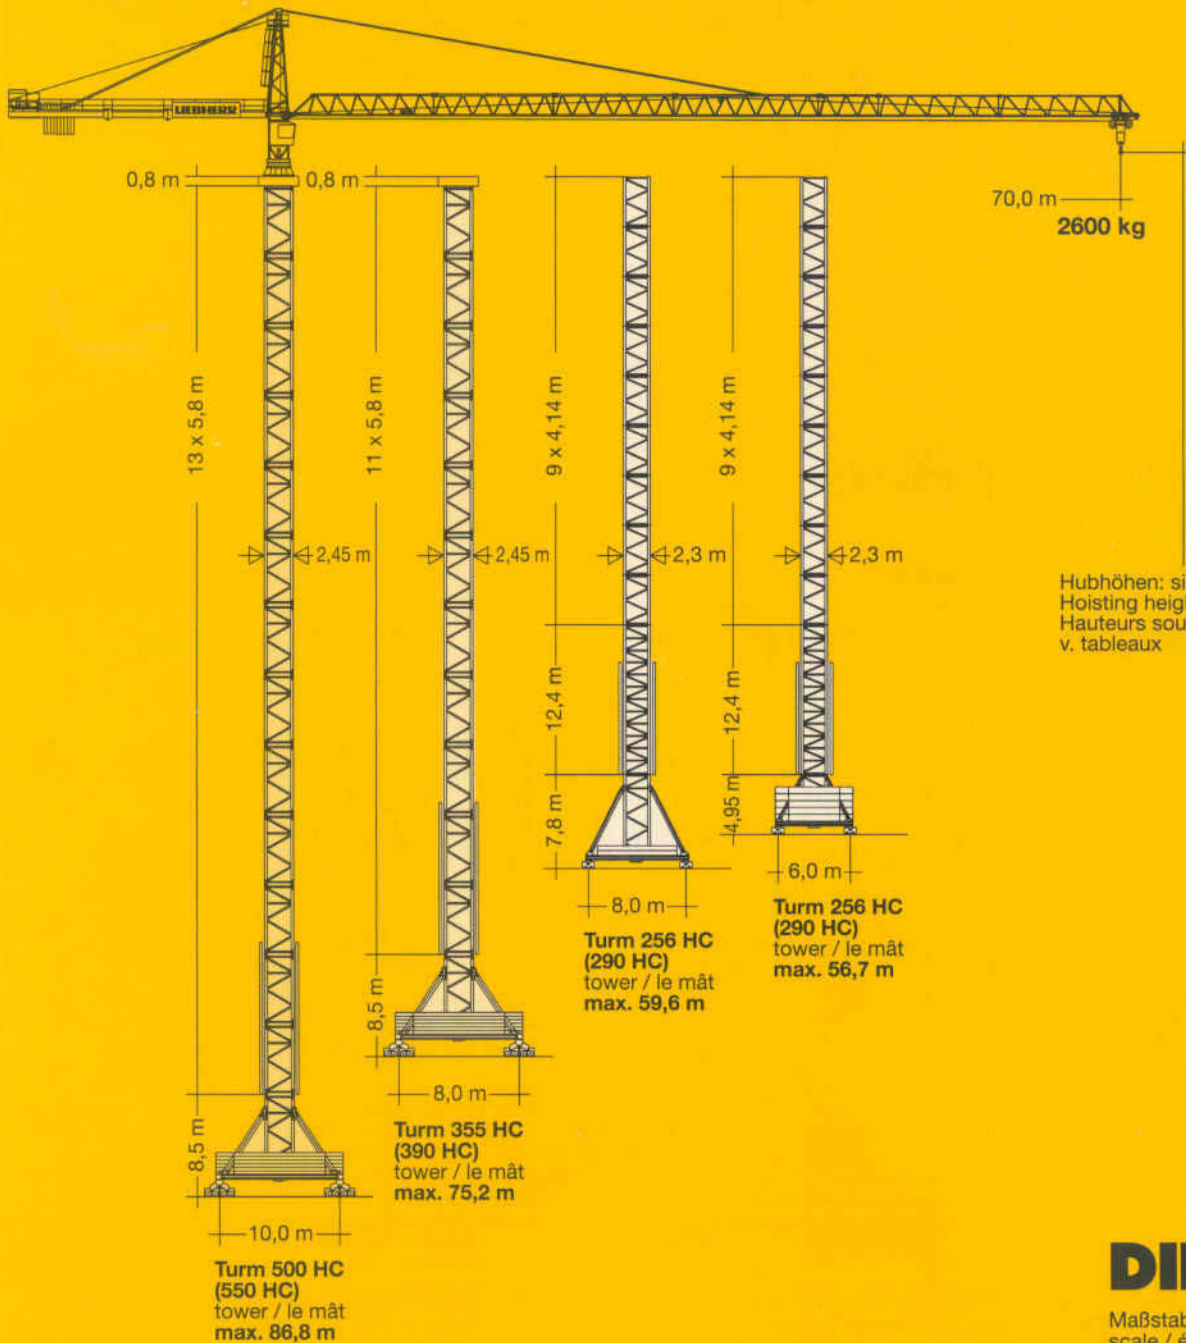 LIEBHERR
0,8 m
0,8 m
70,0 m
2600 kg
13 x 5,8 m
11 x 5,8 m
9 x 4,14 m
9 x 4,14 m
2,45 m
2,45 m
2,3 m
2,3 m
Hubhöhen:
Hoisting
Hauteurs
v. tableaux
12,4 m
12,4 m
7,8 m
4,95 m
8,5 m
8,5 m
6,0 m
Turm 256 HC
(290 HC)
tower / le mât
max. 56,7 m
8,0 m
Turm 256 HC
(290 HC)
tower / le mât
max. 59,6 m
8,0 m
Turm 355 HC
(390 HC)
tower / le mât
max. 75,2 m
10,0 m
Turm 500 HC
(550 HC)
tower / le mât
max. 86,8 m
Maßstab
scale /